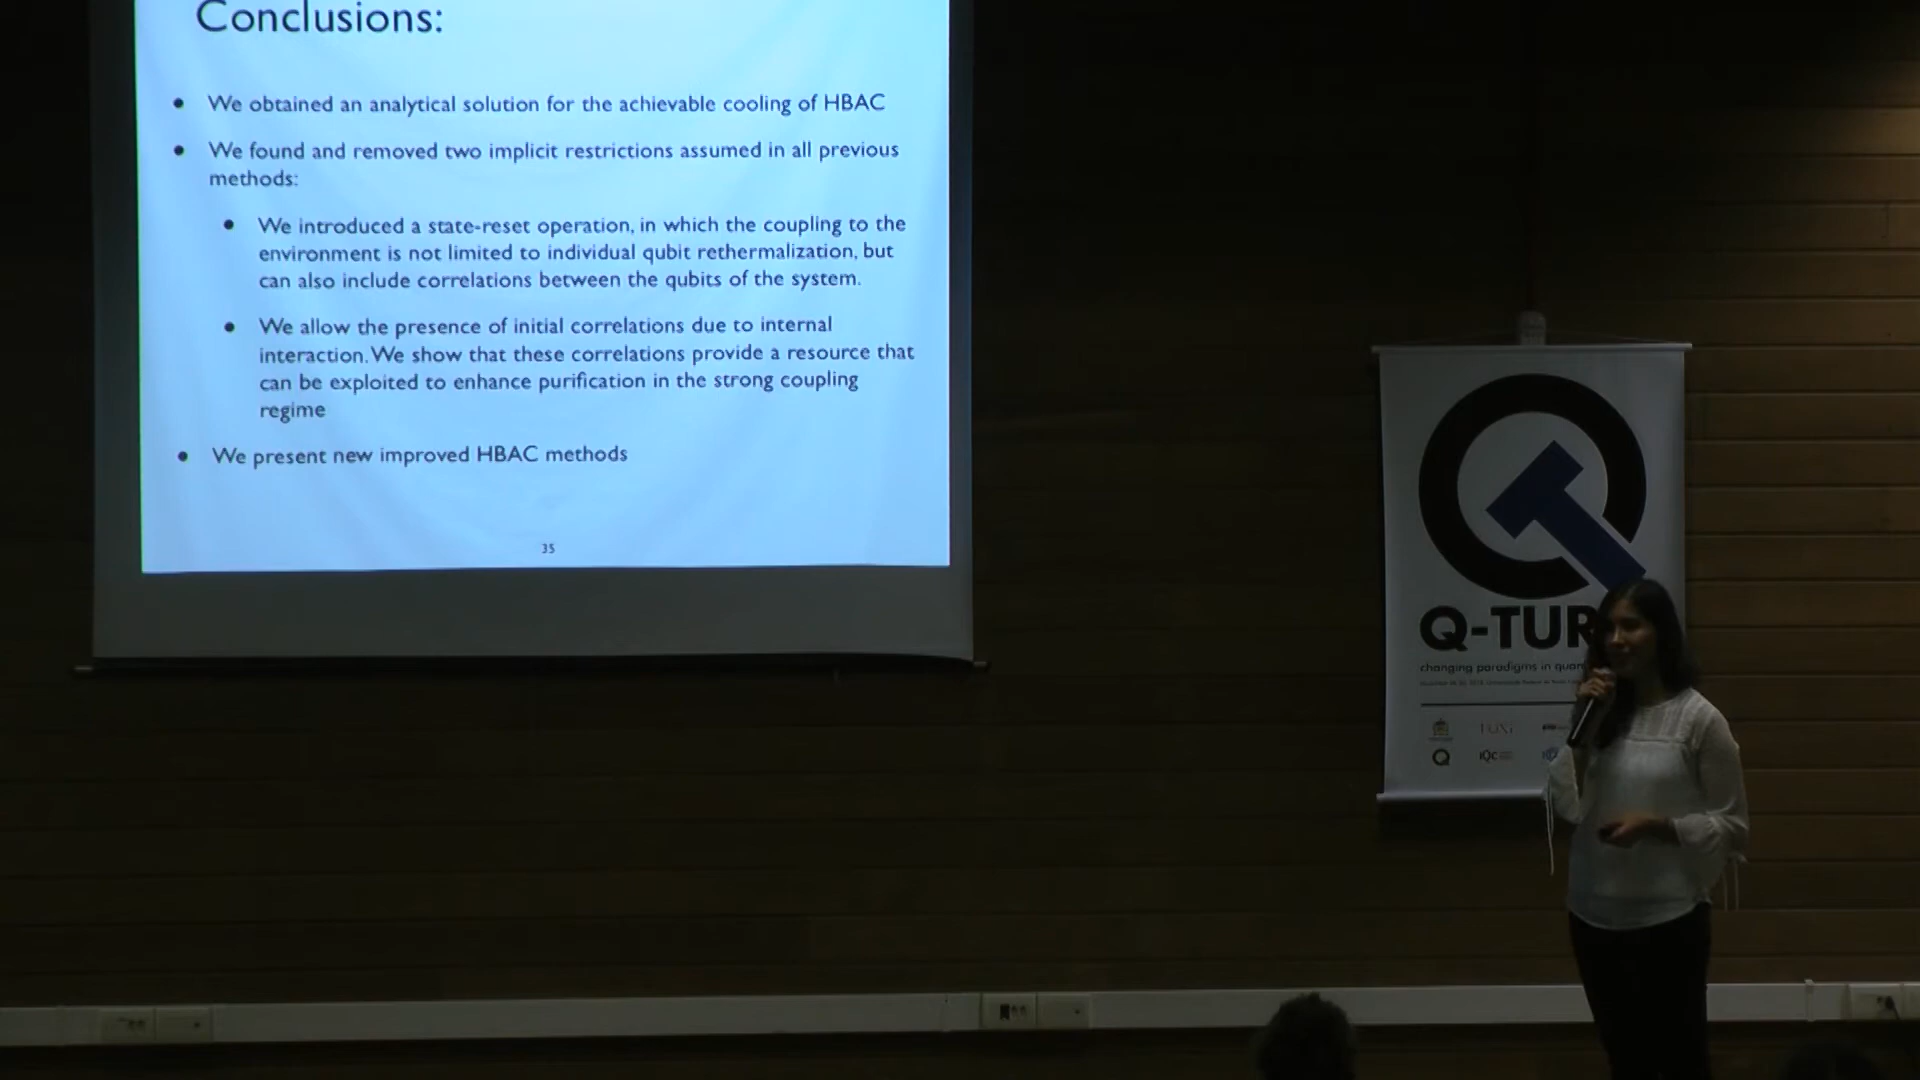 Conclusions:
• We obtained an analytical solution for the achievable cooling of HBAC
• We found and removed two implicit restrictions assumed in all previous
methods:
• We introduced a state-reset operation, in which the coupling to the
environment is not limited to individual qubit rethermalization, but
can also include correlations between the qubits of the system.
• We allow the presence of initial correlations due to internal
interaction. We show that these correlations provide a resource that
can be exploited to enhance purification in the strong coupling
regime
• We present new improved HBAC methods
35
Q-TUR
changing paradigms in quan
IQC